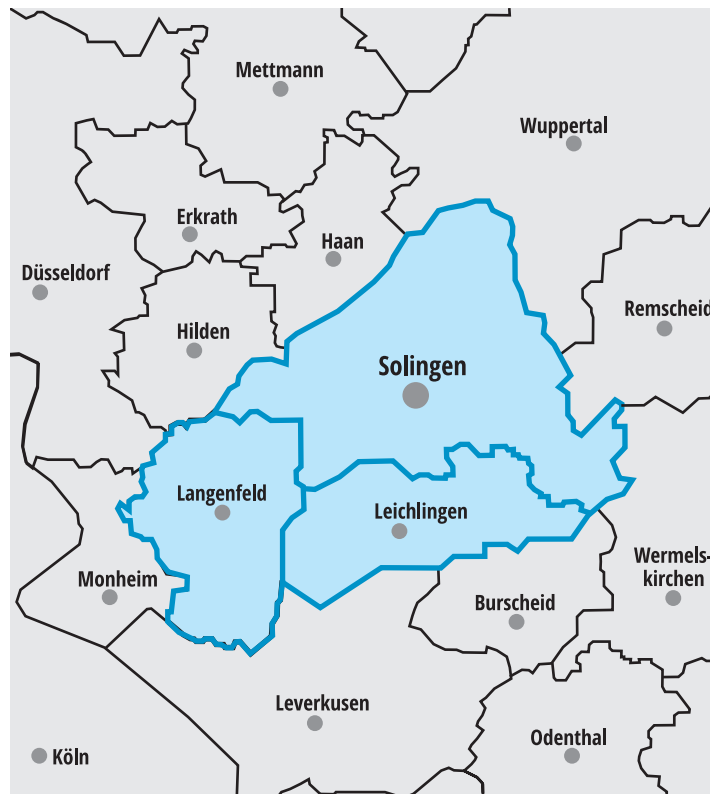 Mettmann
Wuppertal
Erkrath
Haan
Düsseldorf
Remscheid
Hilden
Solingen
Langenfeld
Leichlingen
Wermels-
kirchen
Monheim
Burscheid
Leverkusen
Odenthal
Köln